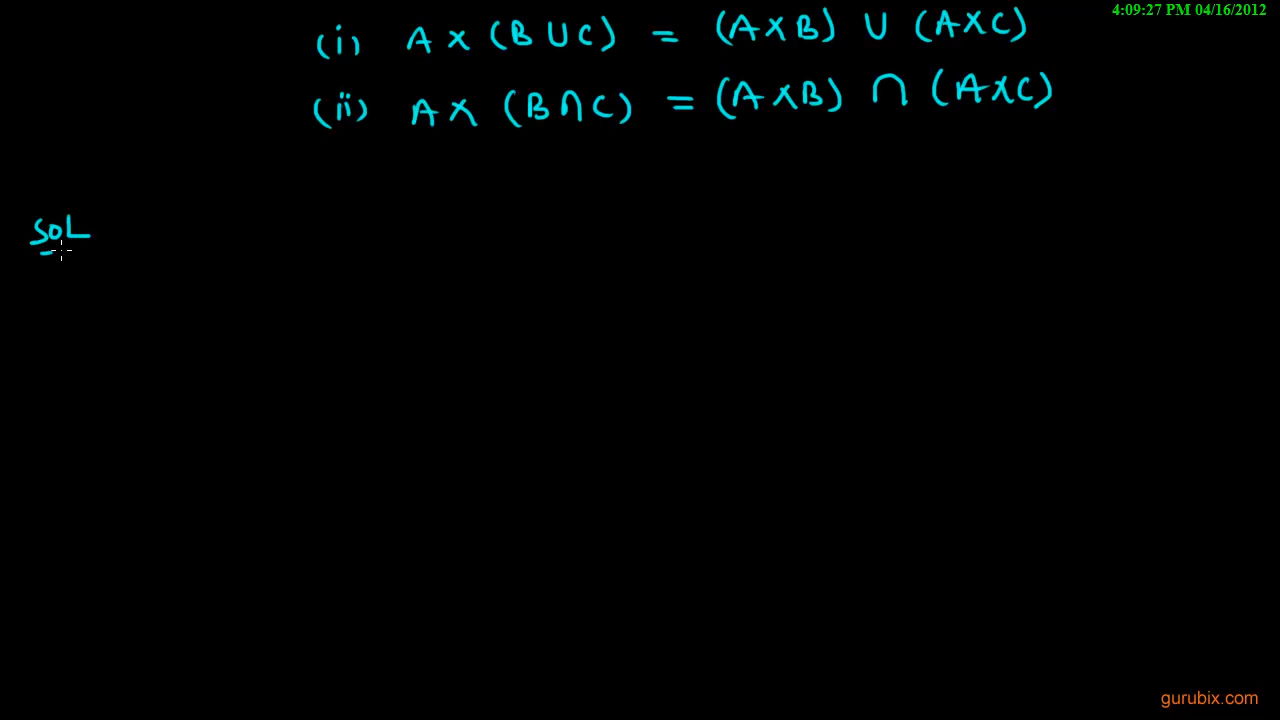 4:09:27 PM 04/16/2012
(i) A × (B ∪ C) = (A×B) ∪ (A×C)
(ii) A × (B ∩ C) = (A×B) ∩ (A×C)
SOL
gurubix.com